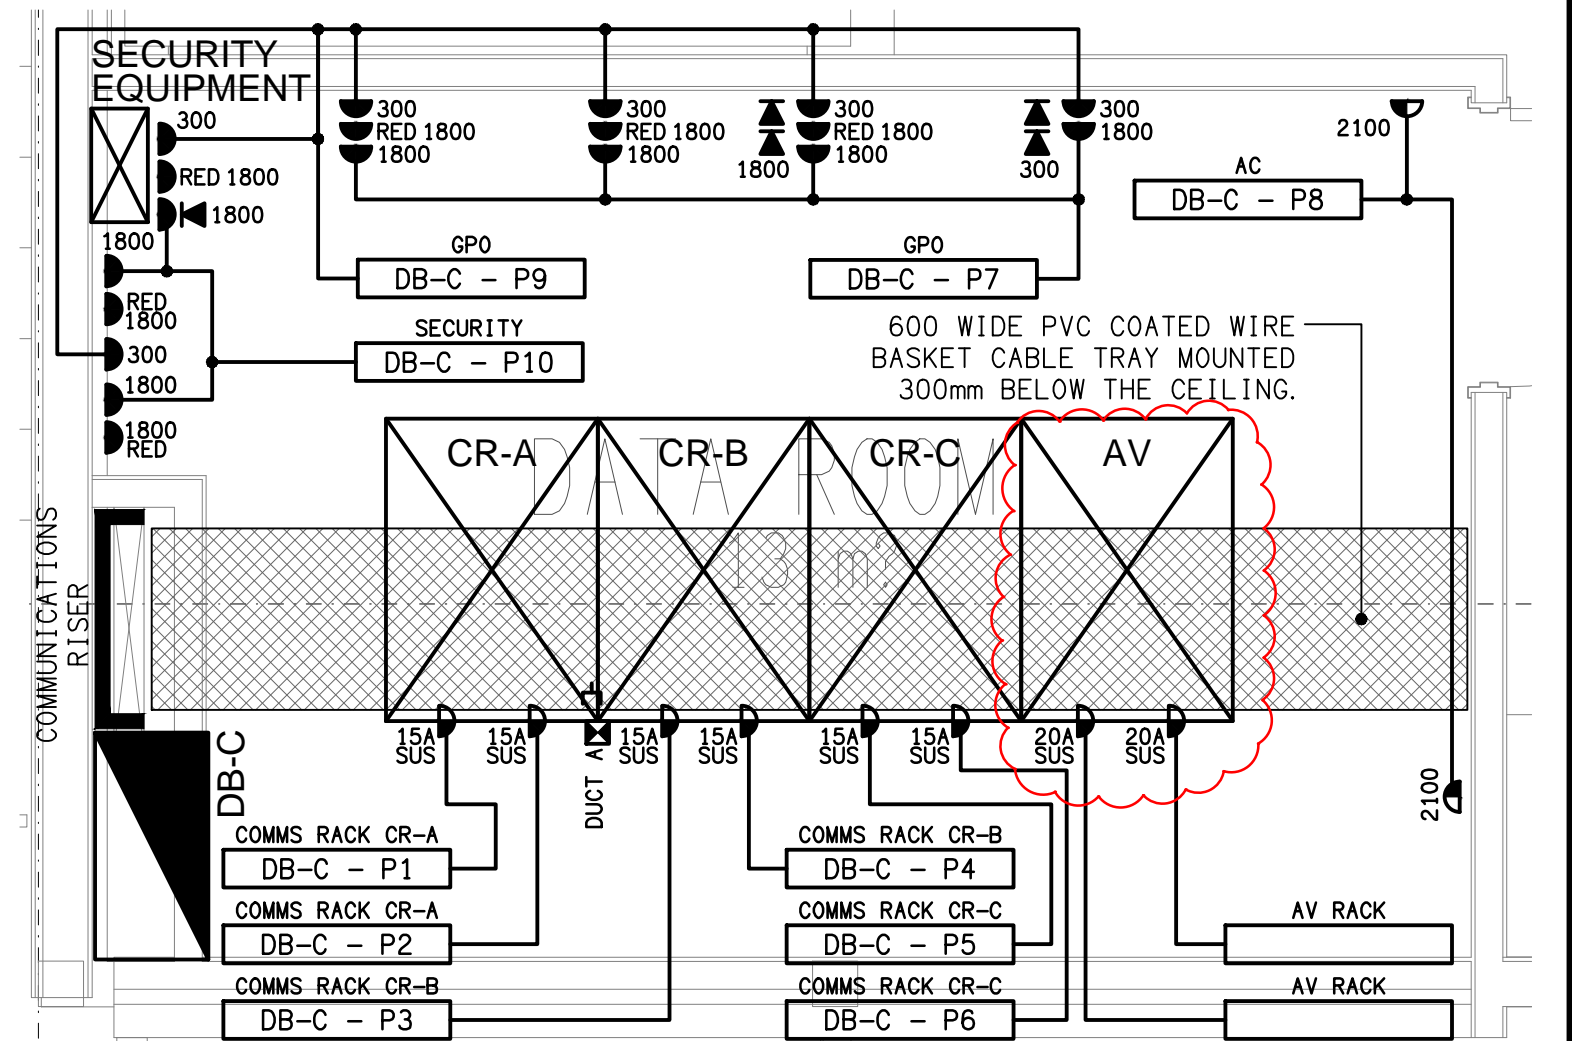 SECURITY
EQUIPMENT
300
RED 1800
1800
1800
RED
1800
300
1800
1800
RED
300
RED 1800
1800
300
RED 1800
1800
1800
300
RED 1800
1800
300
300
1800
2100
AC
DB-C - P8
GPO
DB-C - P9
GPO
DB-C - P7
SECURITY
DB-C - P10
600 WIDE PVC COATED WIRE
BASKET CABLE TRAY MOUNTED
300mm BELOW THE CEILING.
CR-A
CR-B
CR-C
AV
DATA ROOM
13 m?
COMMUNICATIONS
RISER
DB-C
15A
SUS
15A
SUS
DUCT A
15A
SUS
15A
SUS
15A
SUS
15A
SUS
20A
SUS
20A
SUS
2100
COMMS RACK CR-A
DB-C - P1
COMMS RACK CR-A
DB-C - P2
COMMS RACK CR-B
DB-C - P3
COMMS RACK CR-B
DB-C - P4
COMMS RACK CR-C
DB-C - P5
COMMS RACK CR-C
DB-C - P6
AV RACK
AV RACK